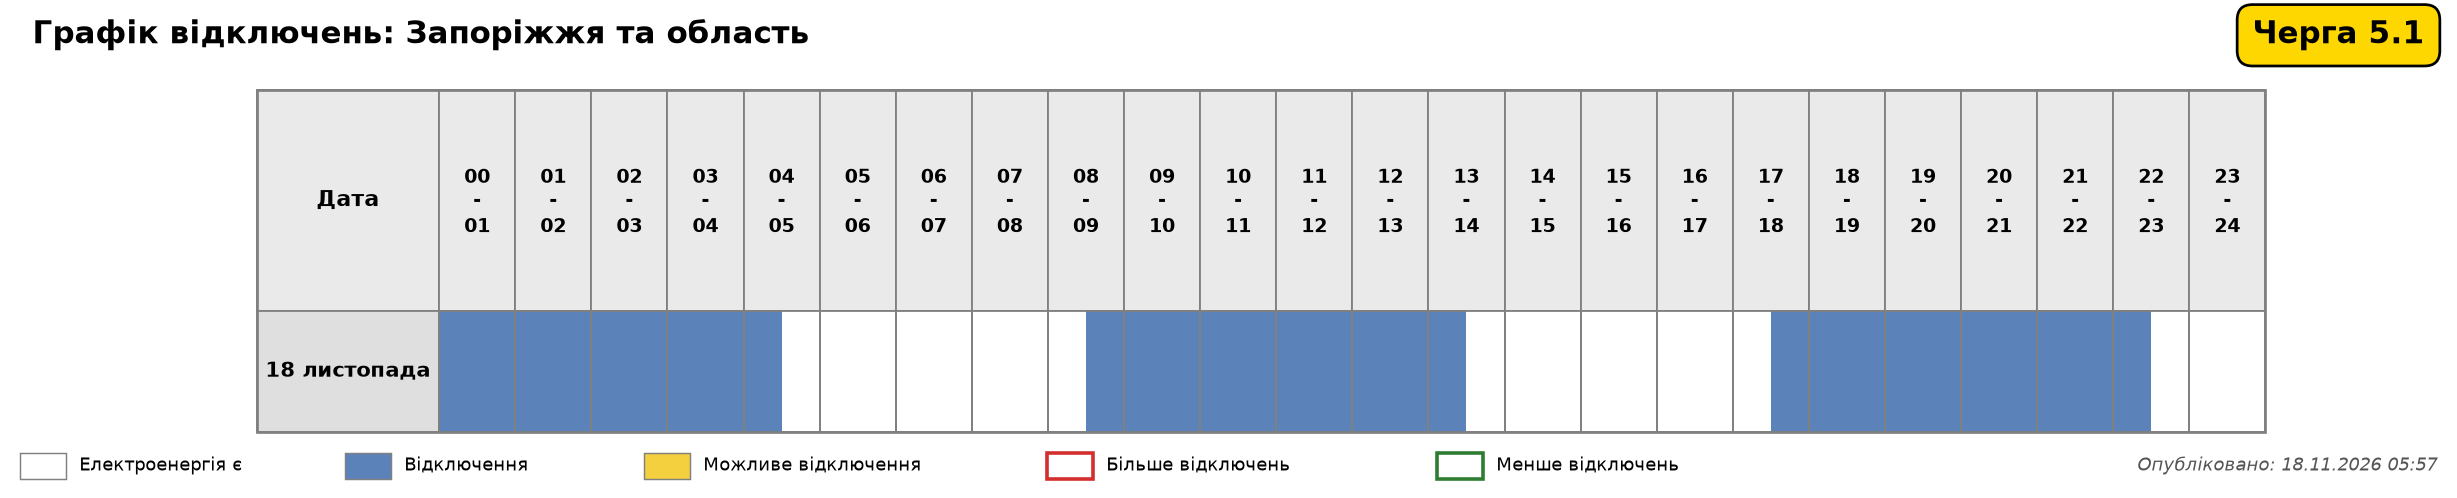 Графік відключень: Запоріжжя та область
Черга 5.1
Дата
00 - 01
01 - 02
02 - 03
03 - 04
04 - 05
05 - 06
06 - 07
07 - 08
08 - 09
09 - 10
10 - 11
11 - 12
12 - 13
13 - 14
14 - 15
15 - 16
16 - 17
17 - 18
18 - 19
19 - 20
20 - 21
21 - 22
22 - 23
23 - 24
18 листопада
Електроенергія є
Відключення
Можливе відключення
Більше відключень
Менше відключень
Опубліковано: 18.11.2026 05:57